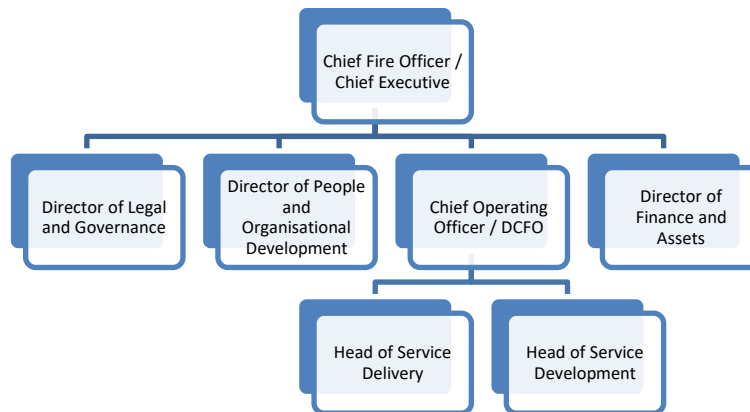 Chief Fire Officer /
Chief Executive
Director of Legal
and Governance
Director of People
and
Organisational
Development
Chief Operating
Officer / DCFO
Director of
Finance and
Assets
Head of Service
Delivery
Head of Service
Development